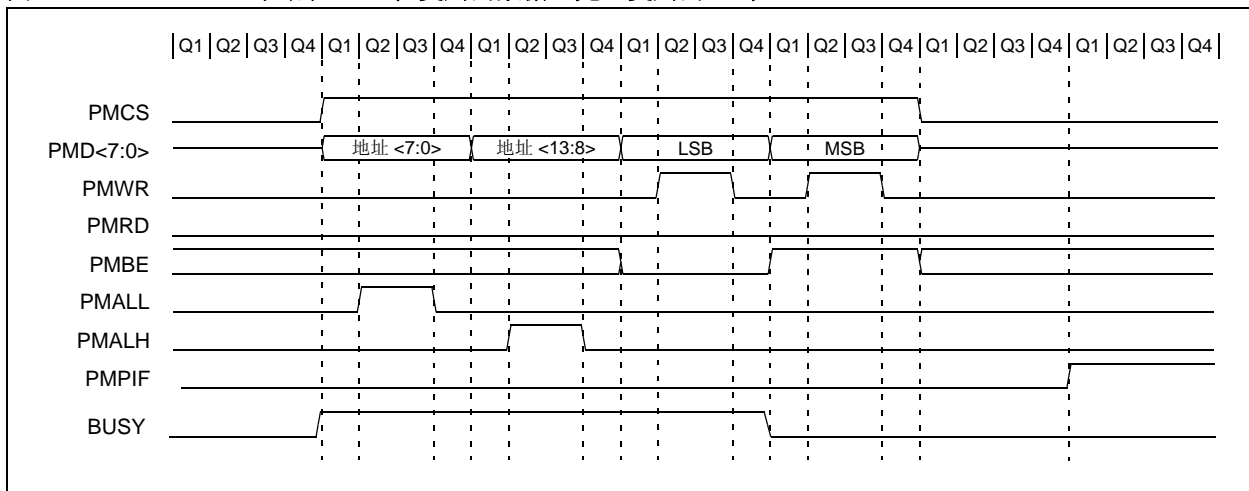 Q1 Q2 Q3 Q4 Q1 Q2 Q3 Q4 Q1 Q2 Q3 Q4 Q1 Q2 Q3 Q4 Q1 Q2 Q3 Q4 Q1 Q2 Q3 Q4 Q1 Q2 Q3 Q4
PMCS
PMD<7:0> 地址 <7:0> 地址 <13:8> LSB MSB
PMWR
PMRD
PMBE
PMALL
PMALH
PMPIF
BUSY